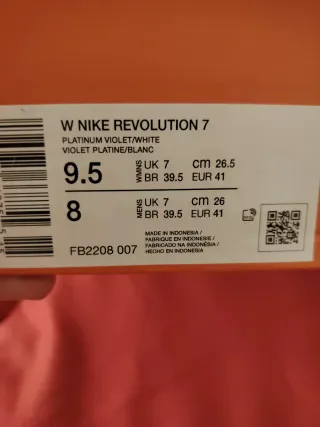 W NIKE REVOLUTION 7
PLATINUM VIOLET/WHITE
VIOLET PLATINE/BLANC
9.5 WMNS UK 7 cm 26.5
BR 39.5 EUR 41
8 MENS UK 7 cm 26
BR 39.5 EUR 41
FB2208 007
MADE IN INDONESIA /
FABRIQUE EN INDONESIE /
FABRICADO NA INDONÉSIA /
HECHO EN INDONESIA